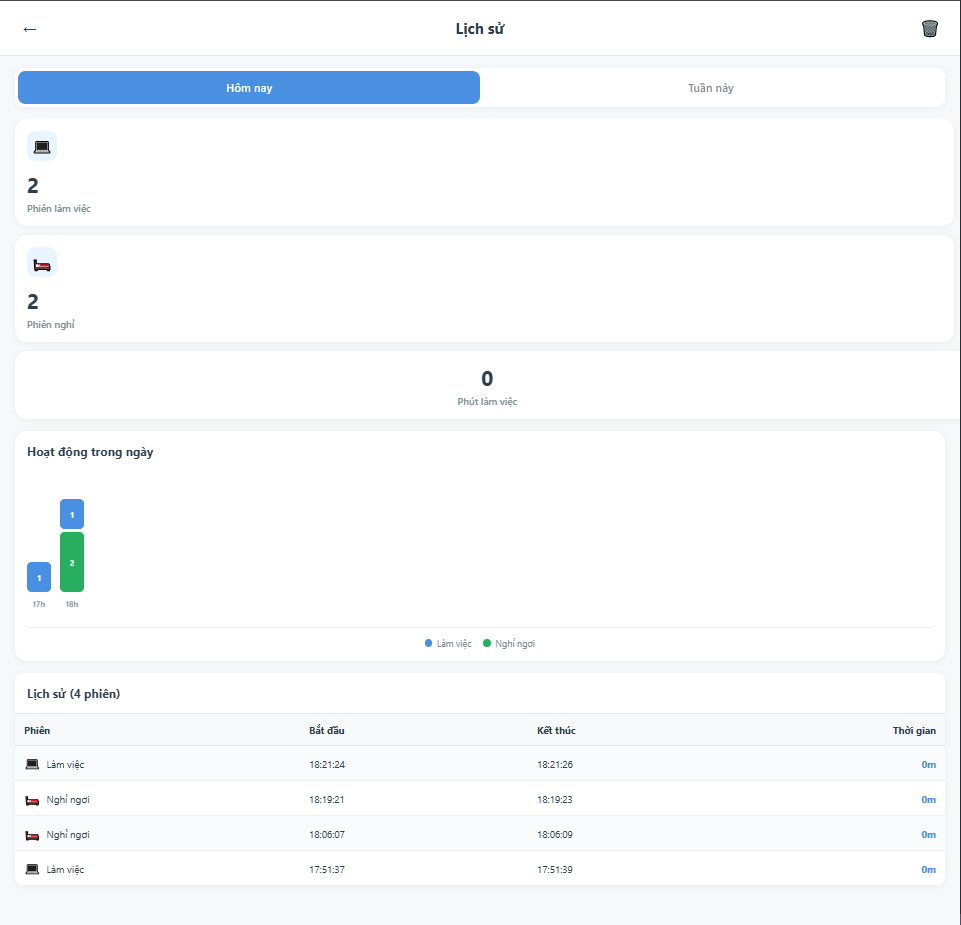 ← Lịch sử
Hôm nay Tuần này
2
Phiên làm việc
2
Phiên nghỉ
0
Phút làm việc
Hoạt động trong ngày
1
2
1
17h 18h
Làm việc Nghỉ ngơi
Lịch sử (4 phiên)
Phiên Bắt đầu Kết thúc Thời gian
Làm việc 18:21:24 18:21:26 0m
Nghỉ ngơi 18:19:21 18:19:23 0m
Nghỉ ngơi 18:06:07 18:06:09 0m
Làm việc 17:51:37 17:51:39 0m